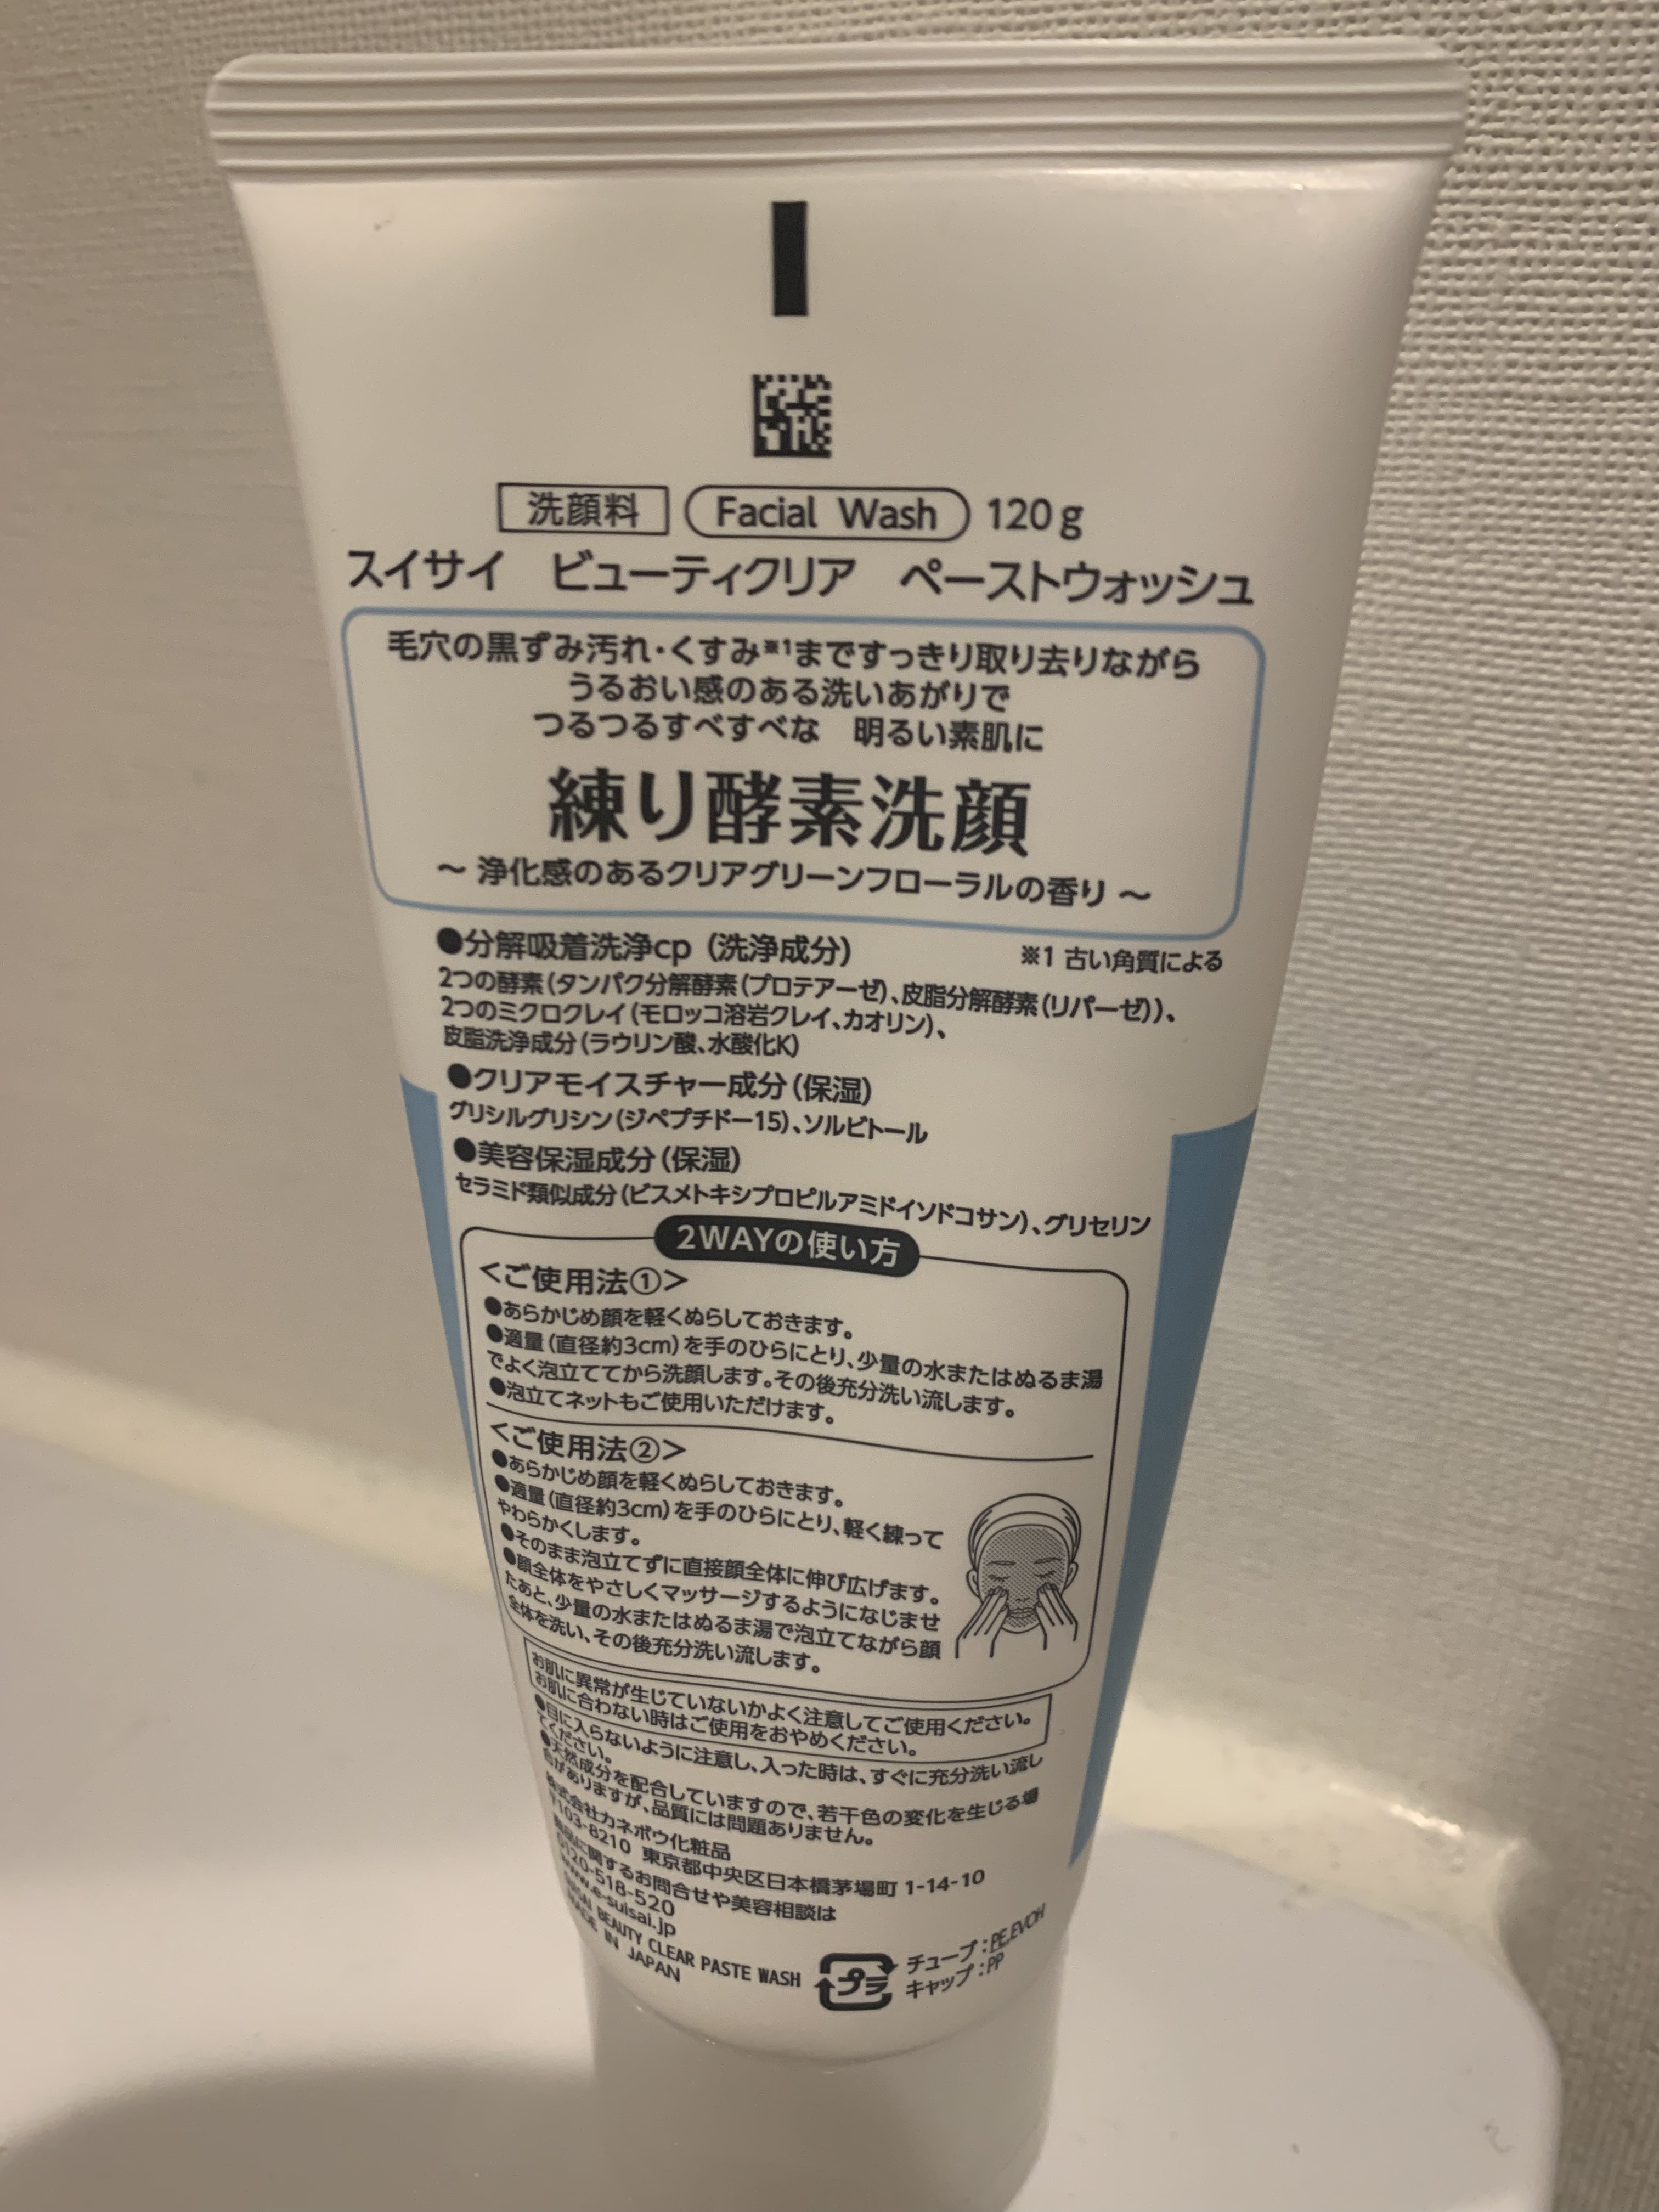 洗顔料 Facial Wash 120g
スイサイ ビューティクリア ペーストウォッシュ
毛穴の黒ずみ汚れ・くすみ※1まですっきり取り去りながら
うるおい感のある洗いあがりで
つるつるすべすべな 明るい素肌に
練り酵素洗顔
~ 浄化感のあるクリアグリーンフローラルの香り ~
●分解吸着洗浄cp(洗浄成分) ※1 古い角質による
2つの酵素(タンパク分解酵素(プロテアーゼ)、皮脂分解酵素(リパーゼ))、
2つのミクロクレイ(モロッコ溶岩クレイ、カオリン)、
皮脂洗浄成分(ラウリン酸、水酸化K)
●クリアモイスチャー成分(保湿)
グリシルグリシン(ジペプチドー15)、ソルビトール
●美容保湿成分(保湿)
セラミド類似成分(ビスメトキシプロピルアミドイソドコサン)、グリセリン
2WAYの使い方
<ご使用法①>
●あらかじめ顔を軽くぬらしておきます。
●適量(直径約3cm)を手のひらにとり、少量の水またはぬるま湯
でよく泡立ててから洗顔します。その後充分洗い流します。
●泡立てネットもご使用いただけます。
<ご使用法②>
●あらかじめ顔を軽くぬらしておきます。
●適量(直径約3cm)を手のひらにとり、軽く練って
やわらかくします。
●そのまま泡立てずに直接顔全体に伸び広げます。
●顔全体をやさしくマッサージするようになじませ
たあと、少量の水またはぬるま湯で泡立てながら顔
全体を洗い、その後充分洗い流します。
お肌に異常が生じていないかよく注意してご使用ください。
お肌に合わない時はご使用をおやめください。
●目に入らないように注意し、入った時は、すぐに充分洗い流し
てください。
●天然成分を配合していますので、若干色の変化を生じる場
合がありますが、品質には問題ありません。
株式会社カネボウ化粧品
〒103-8210 東京都中央区日本橋茅場町 1-14-10
商品に関するお問合せや美容相談は
0120-518-520
www.e-suisai.jp
SUISAI BEAUTY CLEAR PASTE WASH
MADE IN JAPAN
プラ
チューブ:PE,EVOH
キャップ:PP